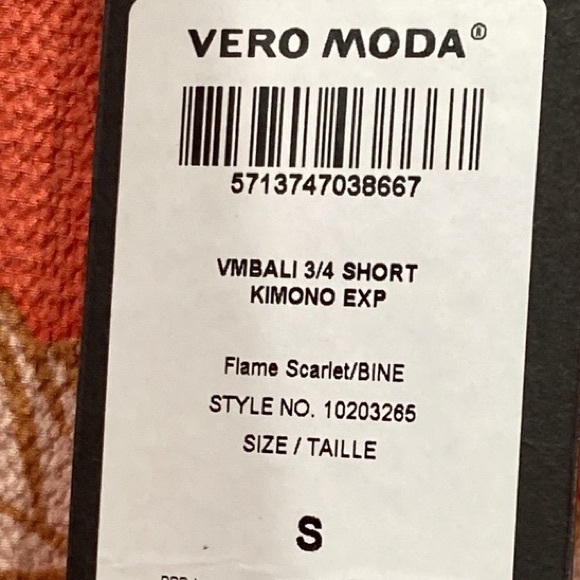 VERO MODA®
5713747038667
VMBALI 3/4 SHORT
KIMONO EXP
Flame Scarlet/BINE
STYLE NO. 10203265
SIZE / TAILLE
S